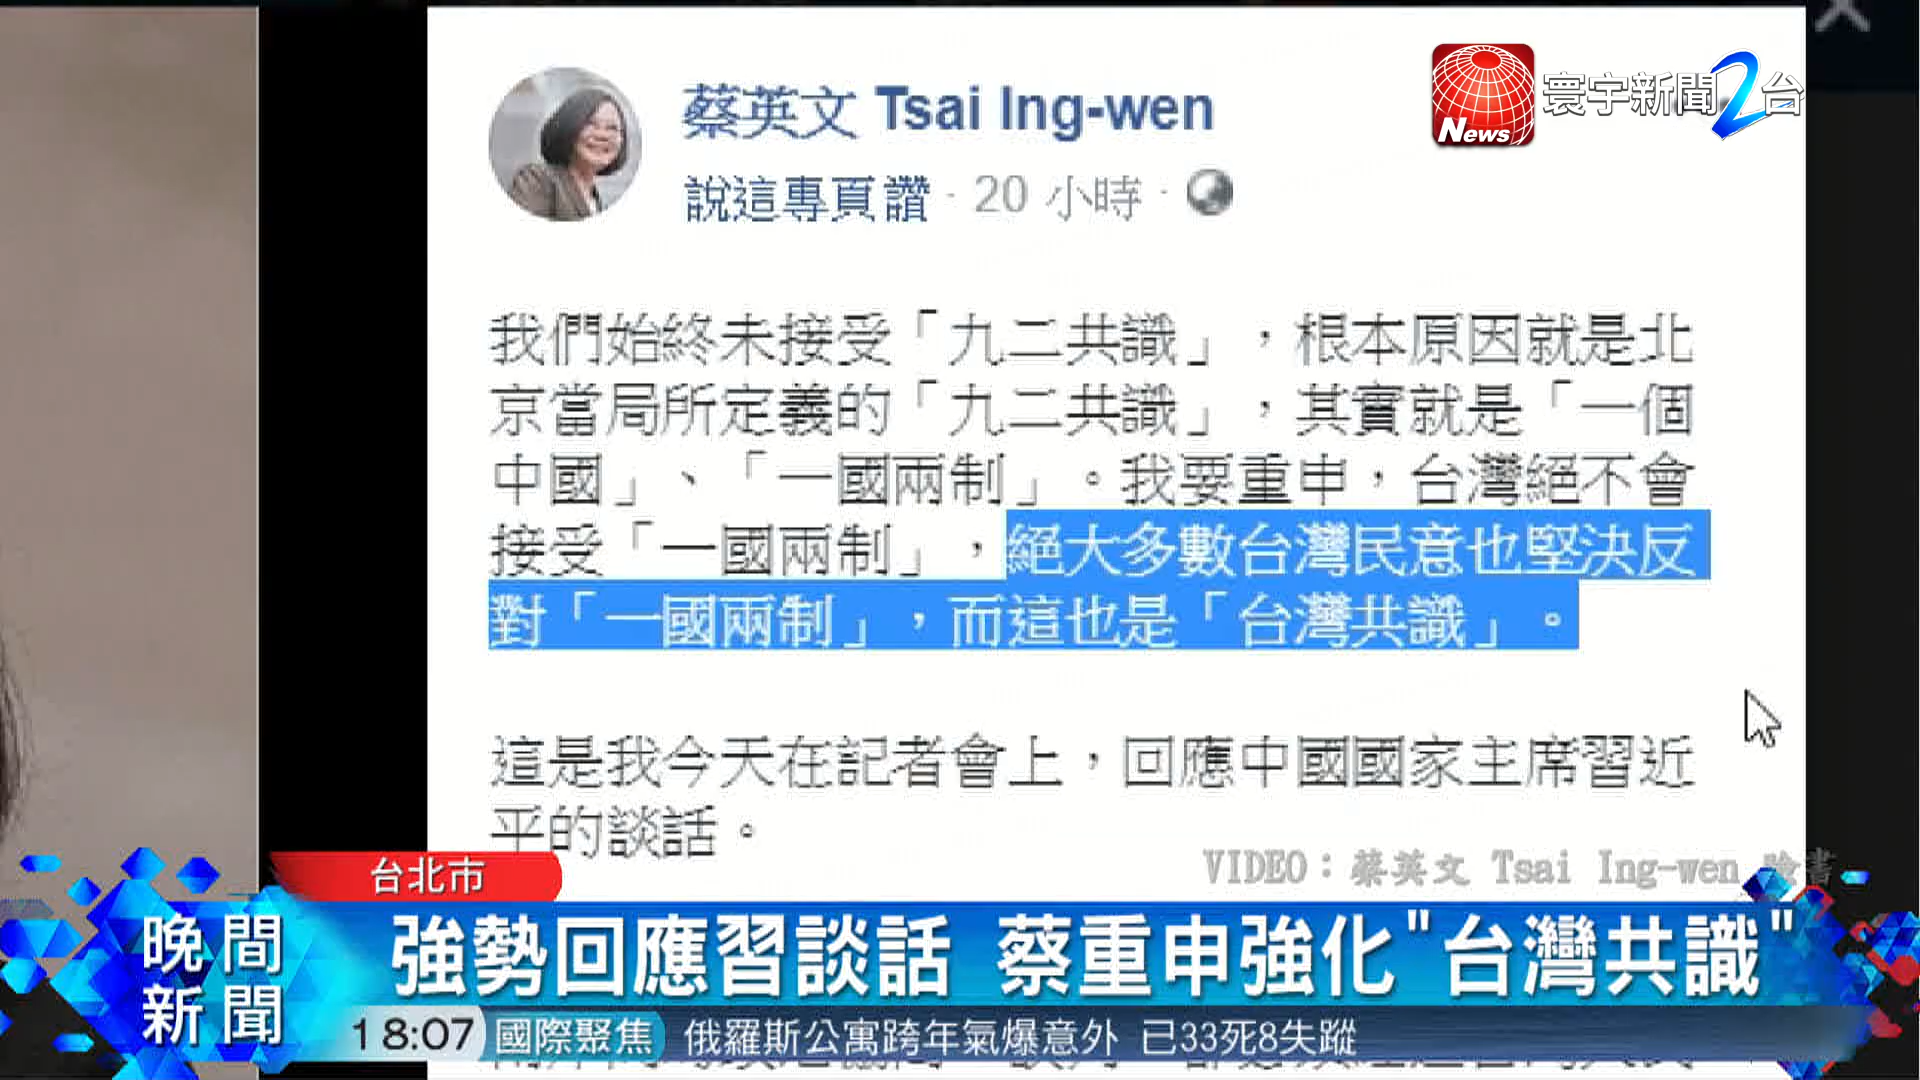 News 寰宇新聞2台
蔡英文 Tsai Ing-wen
說這專頁讚 · 20 小時 ·
我們始終未接受「九二共識」，根本原因就是北
京當局所定義的「九二共識」，其實就是「一個
中國」、「一國兩制」。我要重申，台灣絕不會
接受「一國兩制」，絕大多數台灣民意也堅決反
對「一國兩制」，而這也是「台灣共識」。
這是我今天在記者會上，回應中國國家主席習近
平的談話。
VIDEO：蔡英文 Tsai Ing-wen 臉書
台北市
晚間
新聞
強勢回應習談話 蔡重申強化"台灣共識"
18:07 國際聚焦 俄羅斯公寓跨年氣爆意外 已33死8失蹤